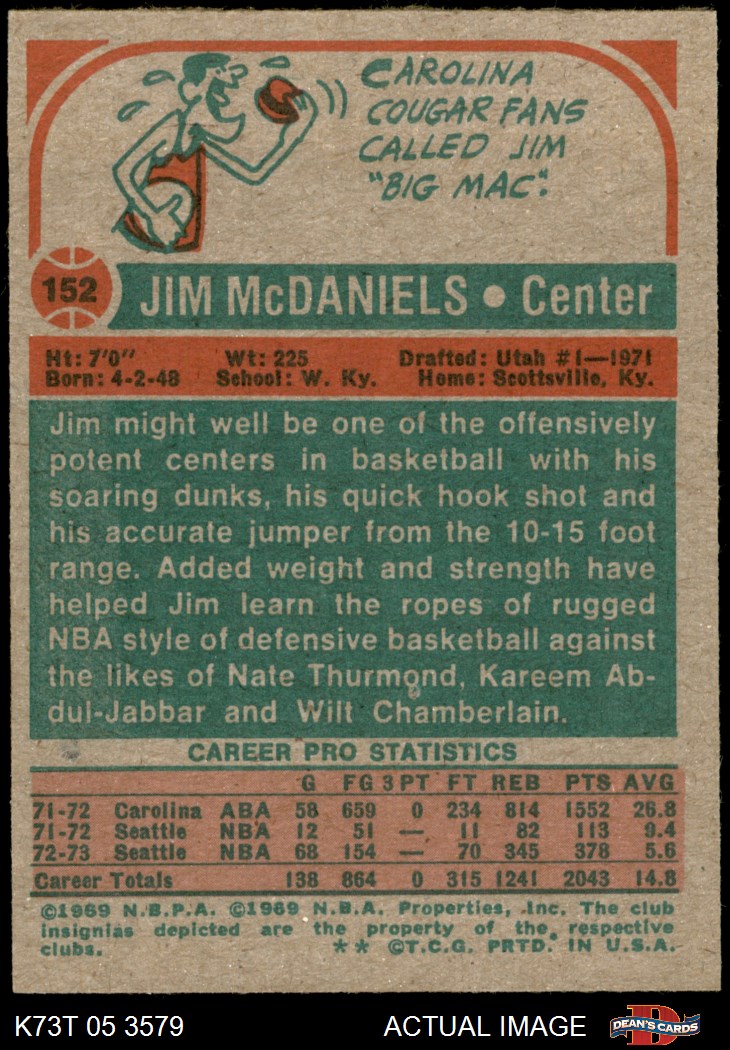 CAROLINA
COUGAR FANS
CALLED JIM
"BIG MAC".
152
JIM McDANIELS • Center
Ht: 7'0" Wt: 225 Drafted: Utah #1—1971
Born: 4-2-48 School: W. Ky. Home: Scottsville, Ky.
Jim might well be one of the offensively
potent centers in basketball with his
soaring dunks, his quick hook shot and
his accurate jumper from the 10-15 foot
range. Added weight and strength have
helped Jim learn the ropes of rugged
NBA style of defensive basketball against
the likes of Nate Thurmond, Kareem Ab-
dul-Jabbar and Wilt Chamberlain.
CAREER PRO STATISTICS
G FG 3 PT FT REB PTS AVG
71-72 Carolina ABA 58 659 0 234 814 1552 26.8
71-72 Seattle NBA 12 51 — 11 82 113 9.4
72-73 Seattle NBA 68 154 — 70 345 378 5.6
Career Totals 138 864 0 315 1241 2043 14.8
©1969 N.B.P.A. ©1969 N.B.A. Properties, Inc. The club
insignias depicted are the property of the respective
clubs. ** ©T.C.G. PRTD. IN U.S.A.
K73T 05 3579 ACTUAL IMAGE
D
DEAN'S CARDS